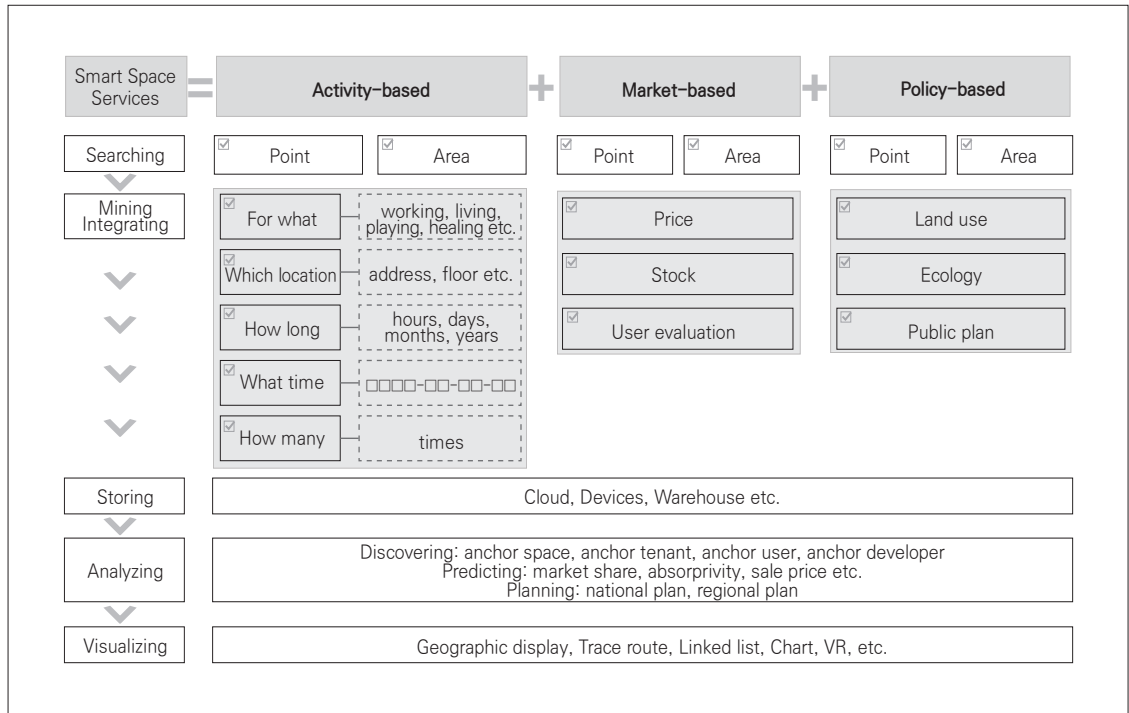 Smart Space
Services
=
Activity-based
+
Market-based
+
Policy-based
Searching
Point
Area
Point
Area
Point
Area
Mining
Integrating
For what
working, living,
playing, healing etc.
Price
Land use
Which location
address, floor etc.
Stock
Ecology
How long
hours, days,
months, years
User evaluation
Public plan
What time
□□□□-□□-□□-□□
How many
times
Storing
Cloud, Devices, Warehouse etc.
Analyzing
Discovering: anchor space, anchor tenant, anchor user, anchor developer
Predicting: market share, absorprivity, sale price etc.
Planning: national plan, regional plan
Visualizing
Geographic display, Trace route, Linked list, Chart, VR, etc.